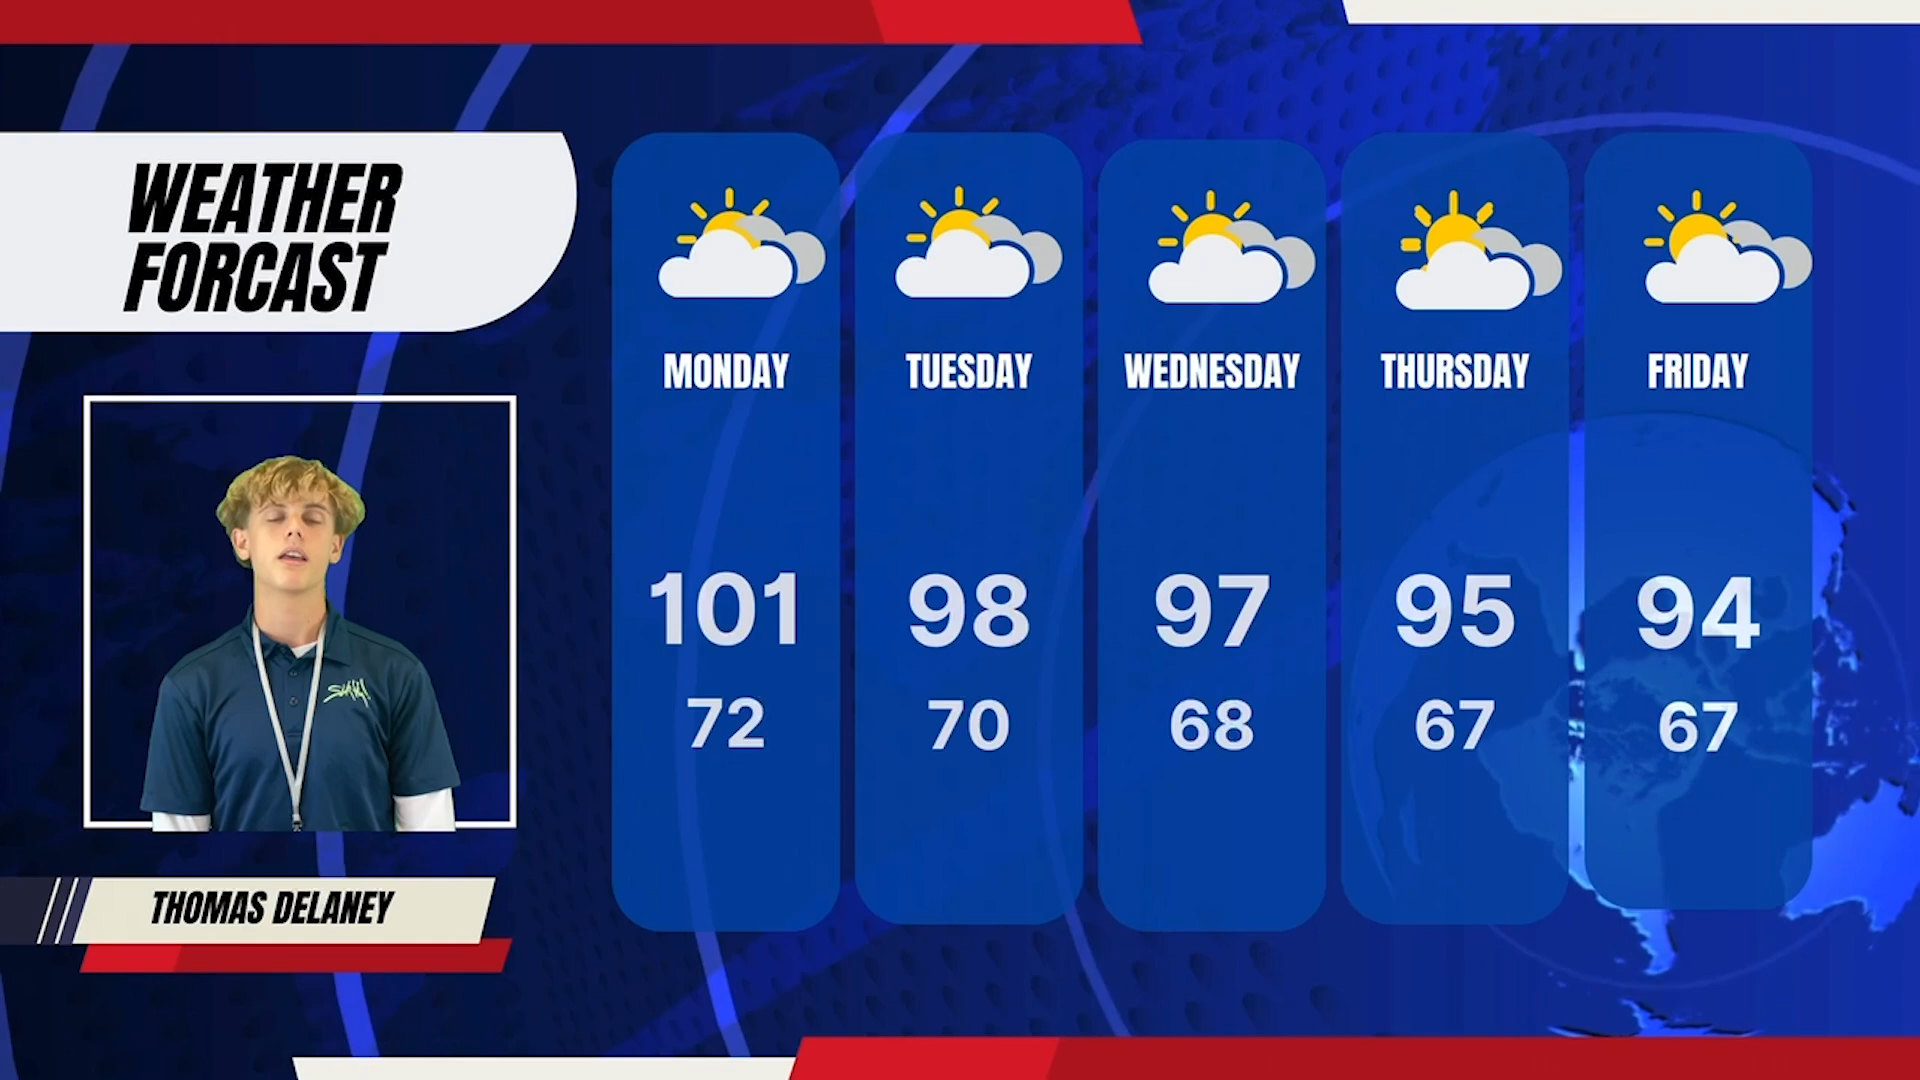 WEATHER
FORCAST
MONDAY
TUESDAY
WEDNESDAY
THURSDAY
FRIDAY
101
98
97
95
94
72
70
68
67
67
THOMAS DELANEY